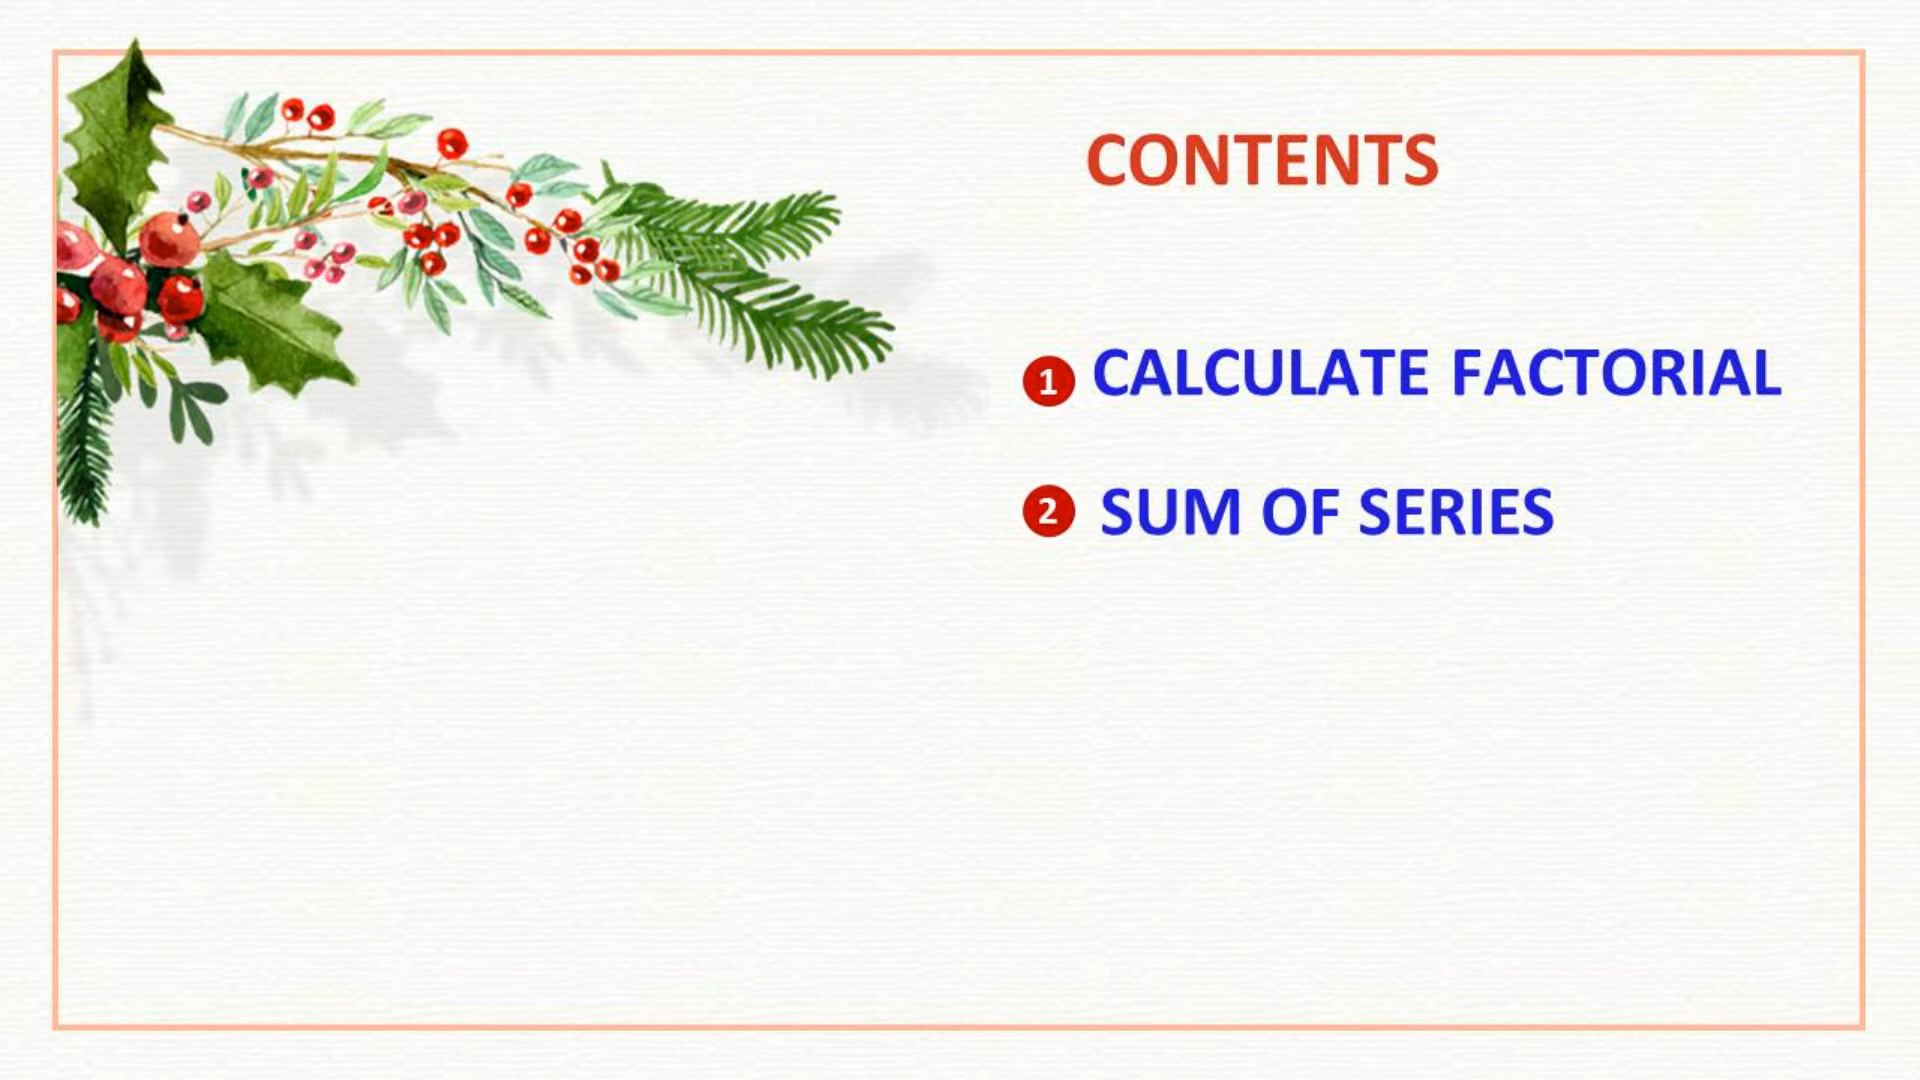 CONTENTS
1 CALCULATE FACTORIAL
2 SUM OF SERIES